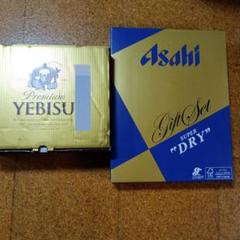 Premium
YEBISU
Asahi
Gift Set
SUPER
"DRY"